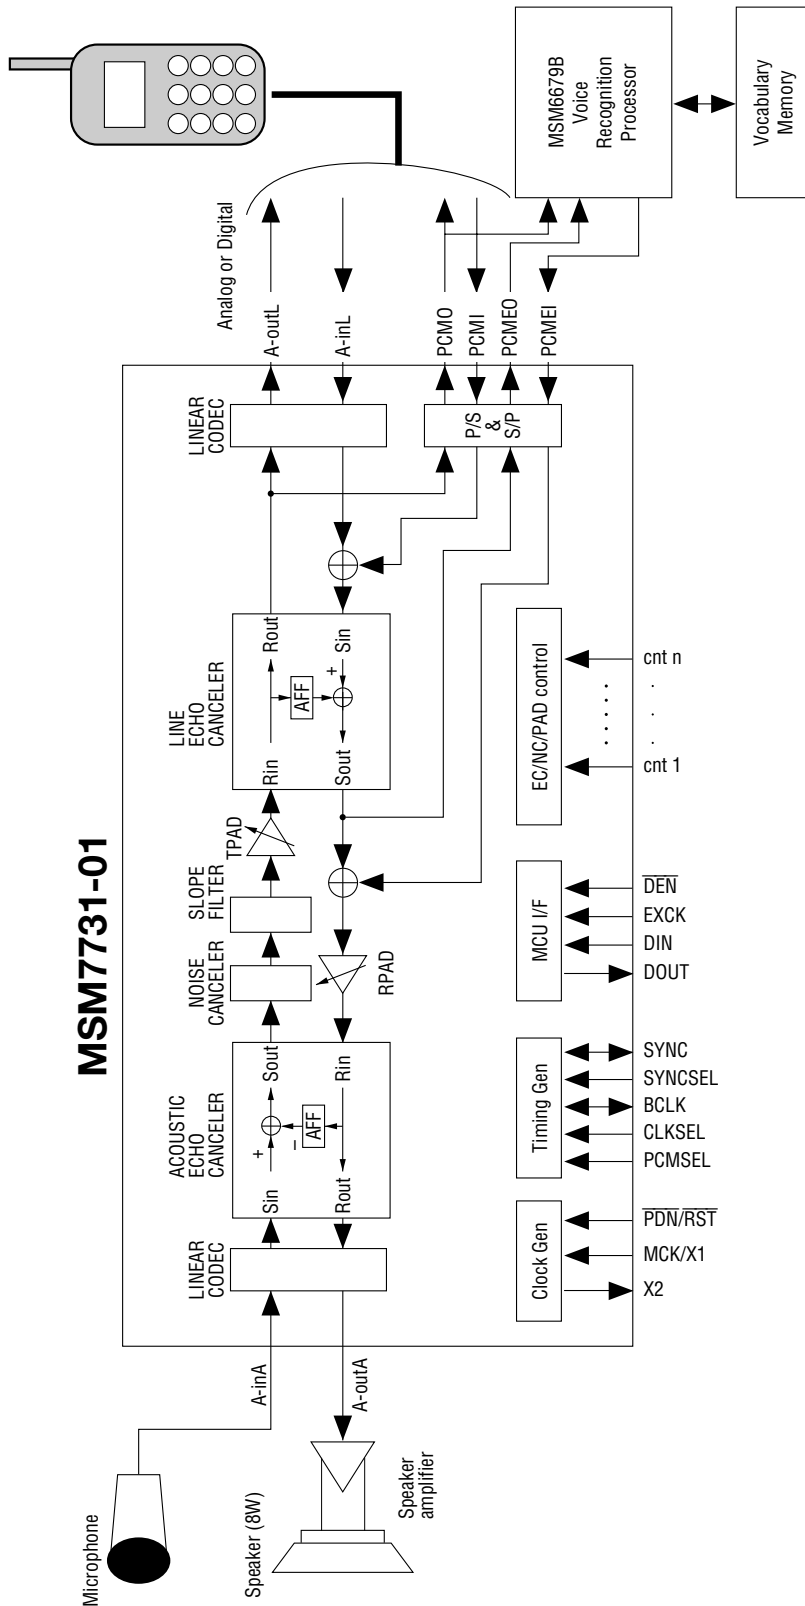 MSM7731-01
Microphone
Speaker (8W)
Speaker
amplifier
A-inA
A-outA
LINEAR
CODEC
ACOUSTIC
ECHO
CANCELER
Sin
Sout
+
–
AFF
Rout
Rin
NOISE
CANCELER
SLOPE
FILTER
TPAD
RPAD
LINE
ECHO
CANCELER
Rin
Rout
AFF
+
Sout
Sin
LINEAR
CODEC
P/S
&
S/P
Analog or Digital
A-outL
A-inL
PCMO
PCMI
PCMEO
PCMEI
MSM6679B
Voice
Recognition
Processor
Vocabulary
Memory
Clock Gen
X2
MCK/X1
PDN/RST
Timing Gen
PCMSEL
CLKSEL
BCLK
SYNCSEL
SYNC
MCU I/F
DOUT
DIN
EXCK
DEN
EC/NC/PAD control
cnt 1
cnt n